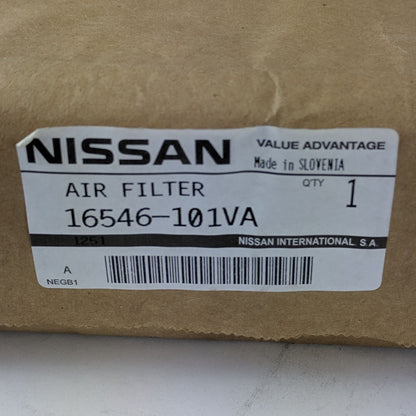 NISSAN VALUE ADVANTAGE
Made in SLOVENIA
AIR FILTER QTY 1
16546-101VA
1251 NISSAN INTERNATIONAL S.A.
A
NEGB1